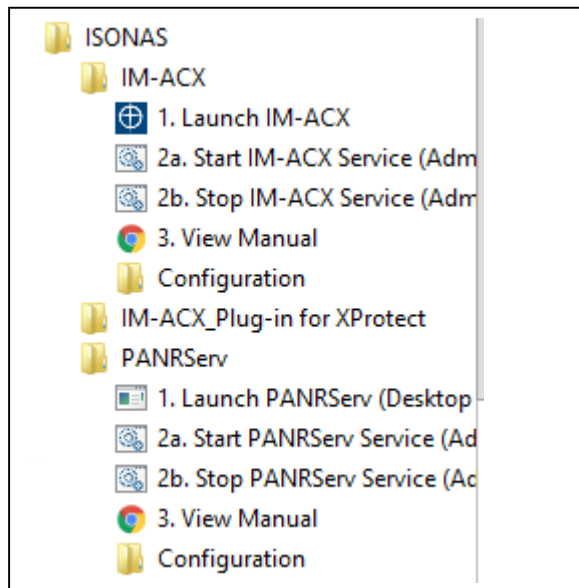 ISONAS
IM-ACX
1. Launch IM-ACX
2a. Start IM-ACX Service (Adm
2b. Stop IM-ACX Service (Adm
3. View Manual
Configuration
IM-ACX_Plug-in for XProtect
PANRServ
1. Launch PANRServ (Desktop
2a. Start PANRServ Service (Ad
2b. Stop PANRServ Service (Ad
3. View Manual
Configuration